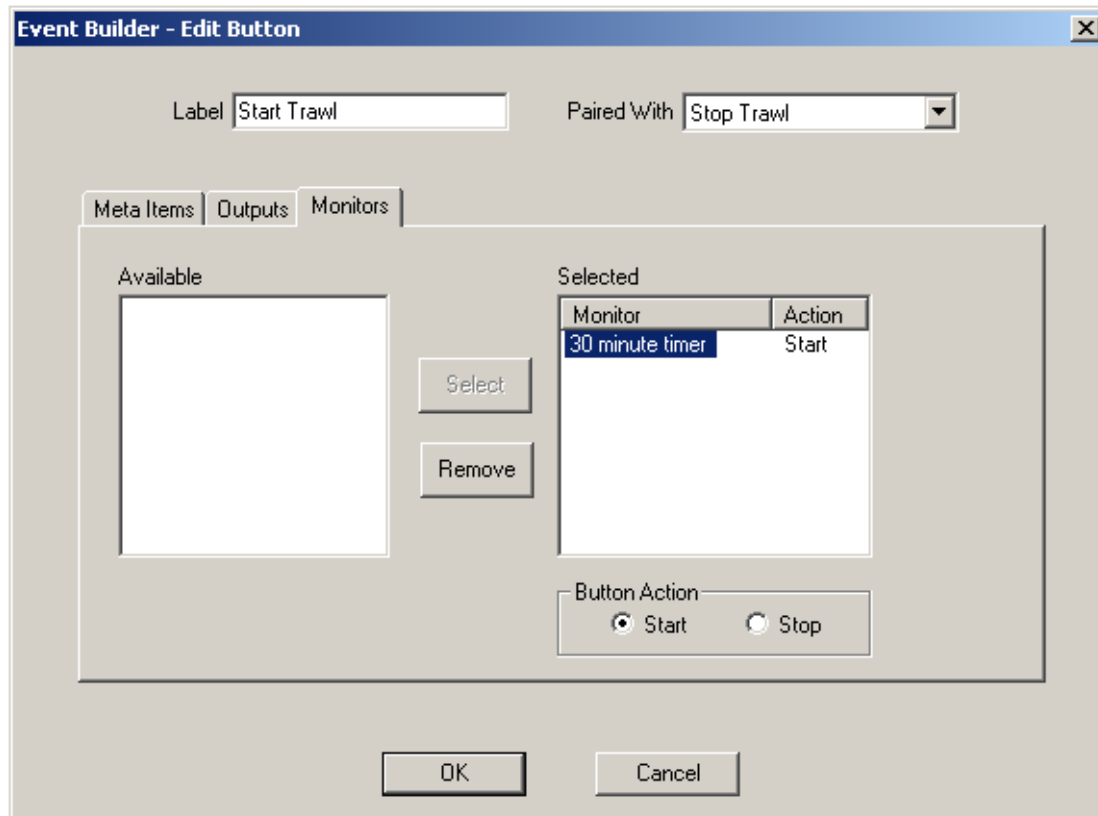 Event Builder - Edit Button
Label Start Trawl Paired With Stop Trawl
Meta Items Outputs Monitors
Available Selected
Monitor Action
30 minute timer Start
Select
Remove
Button Action
Start Stop
OK Cancel